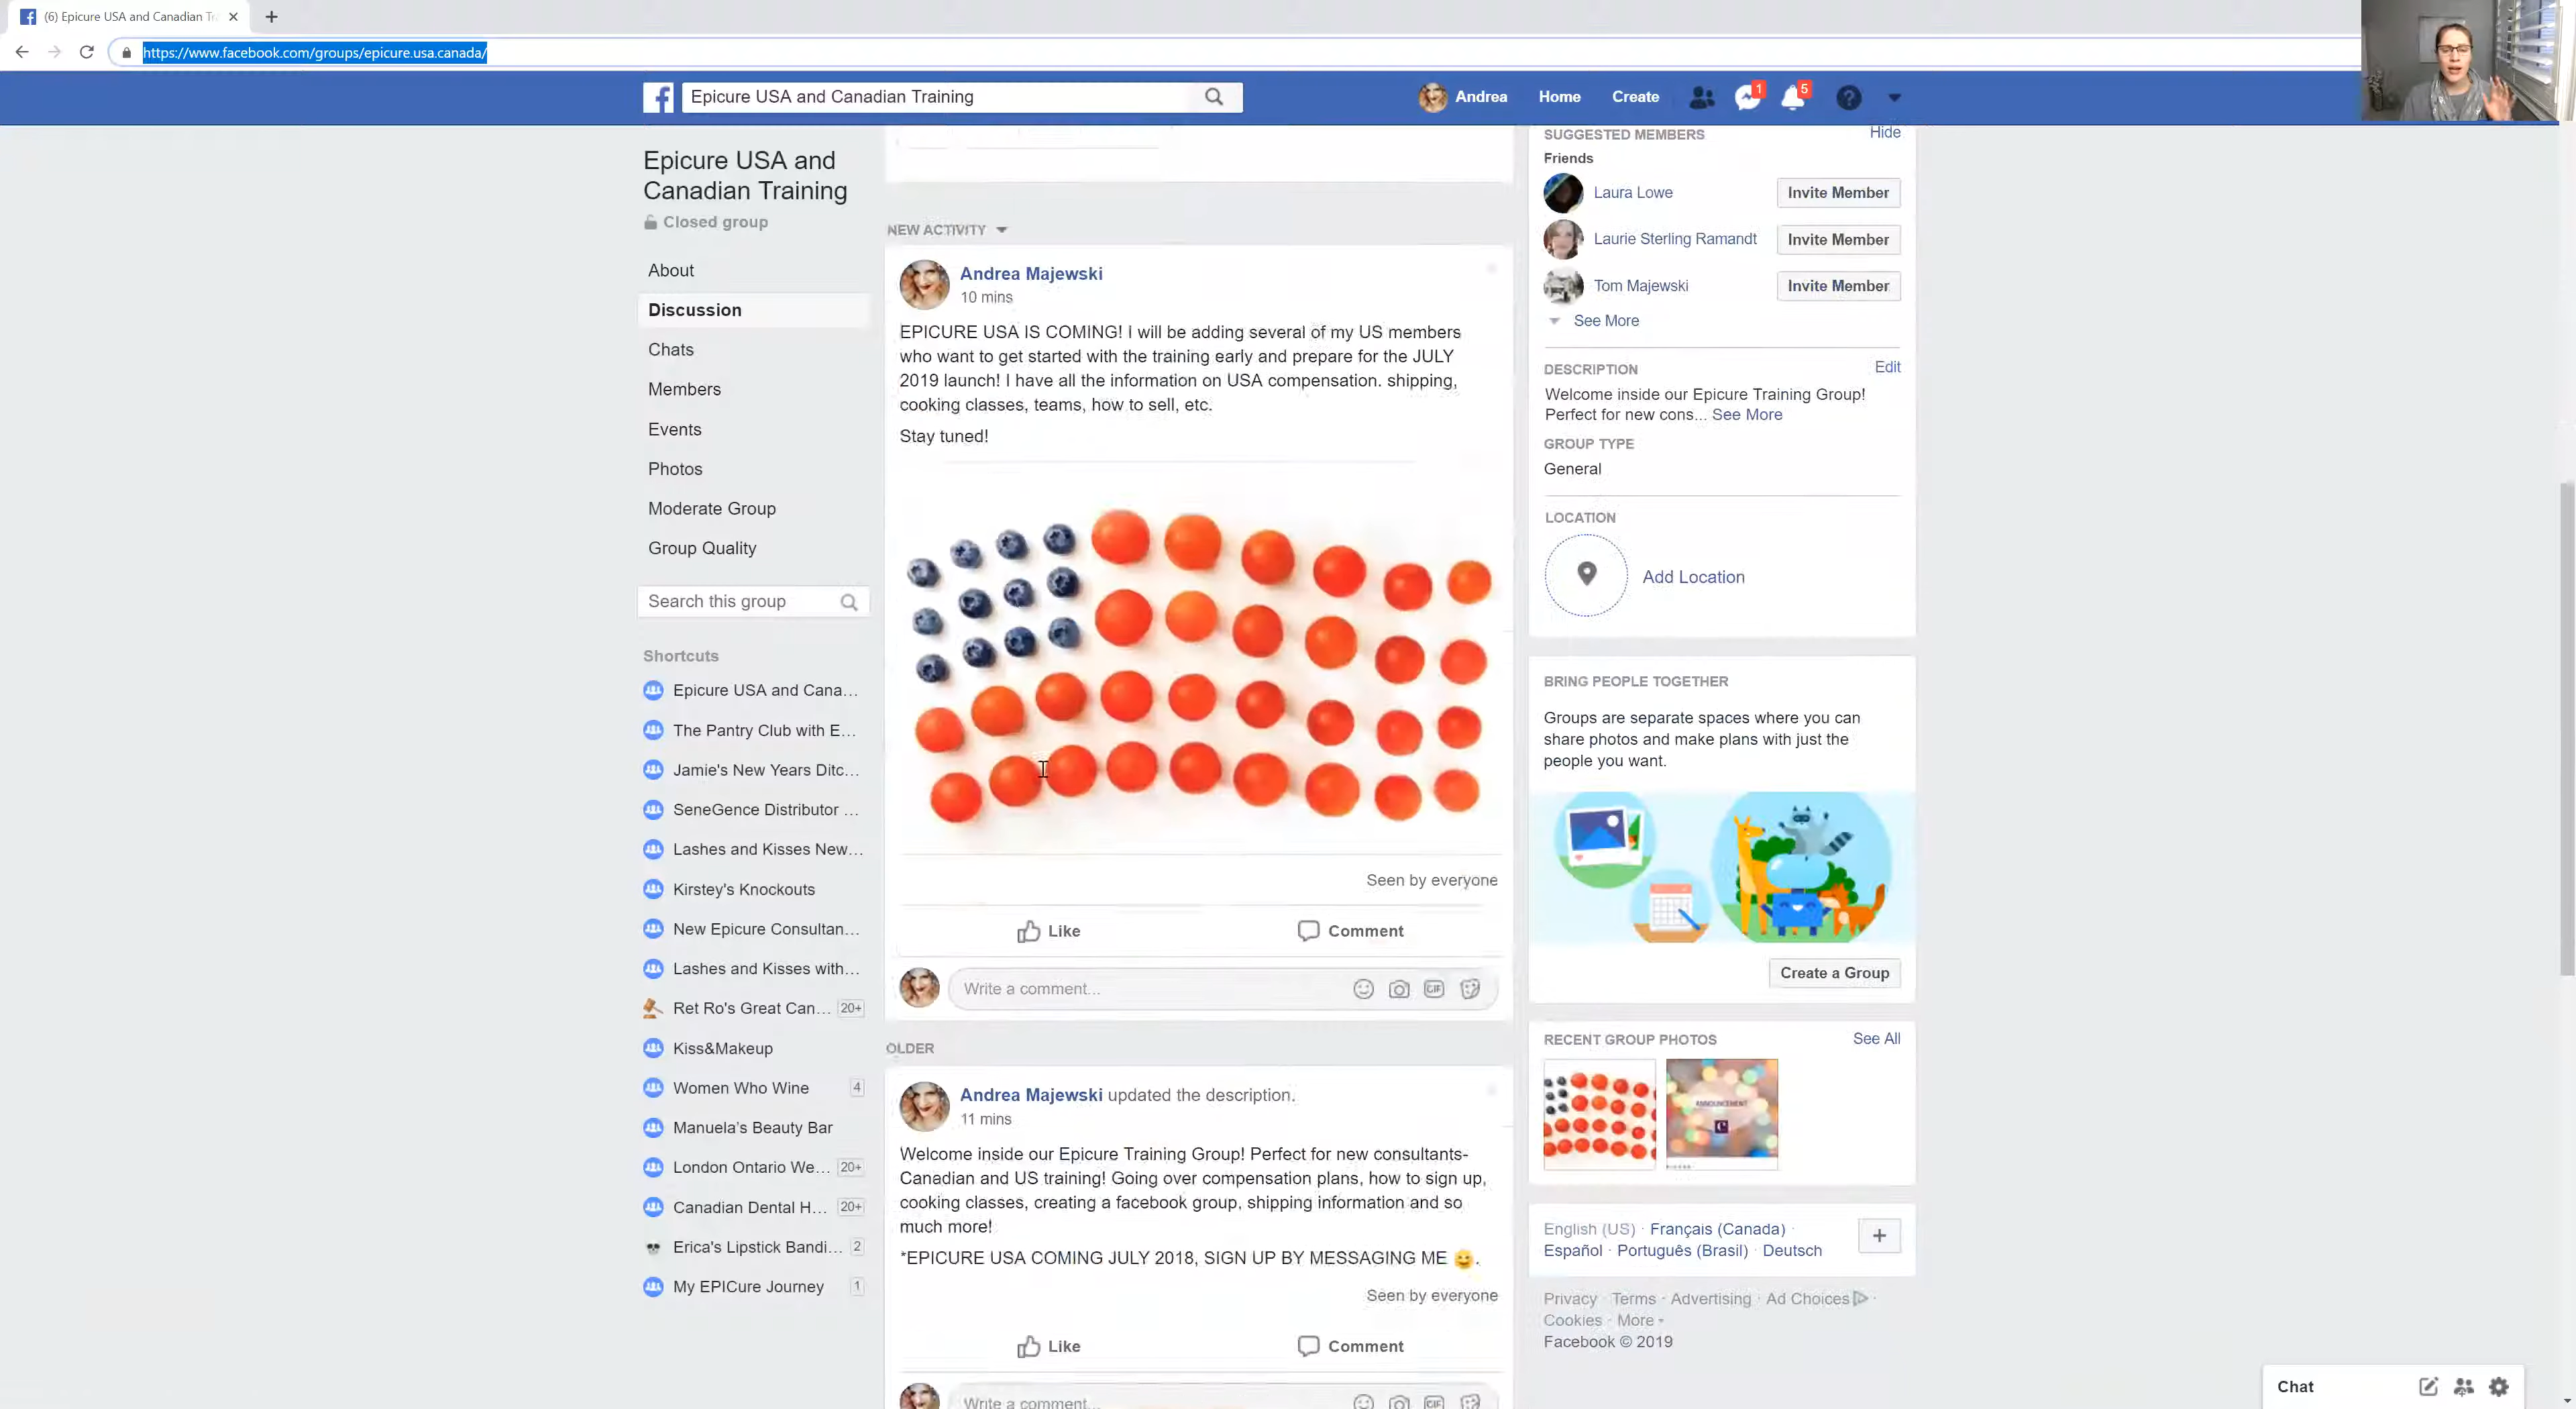 (6) Epicure USA and Canadian Tr
https://www.facebook.com/groups/epicure.usa.canada/
Epicure USA and Canadian Training
Andrea
Home
Create
1
5
Epicure USA and
Canadian Training
Closed group
About
Discussion
Chats
Members
Events
Photos
Moderate Group
Group Quality
Search this group
Shortcuts
Epicure USA and Cana...
The Pantry Club with E...
Jamie's New Years Ditc...
SeneGence Distributor ...
Lashes and Kisses New...
Kirstey's Knockouts
New Epicure Consultan...
Lashes and Kisses with...
Ret Ro's Great Can... 20+
Kiss&Makeup
Women Who Wine 4
Manuela's Beauty Bar
London Ontario We... 20+
Canadian Dental H... 20+
Erica's Lipstick Bandi... 2
My EPICure Journey 1
NEW ACTIVITY
Andrea Majewski
10 mins
EPICURE USA IS COMING! I will be adding several of my US members
who want to get started with the training early and prepare for the JULY
2019 launch! I have all the information on USA compensation. shipping,
cooking classes, teams, how to sell, etc.
Stay tuned!
Seen by everyone
Like
Comment
Write a comment...
GIF
OLDER
Andrea Majewski updated the description.
11 mins
Welcome inside our Epicure Training Group! Perfect for new consultants-
Canadian and US training! Going over compensation plans, how to sign up,
cooking classes, creating a facebook group, shipping information and so
much more!
*EPICURE USA COMING JULY 2018, SIGN UP BY MESSAGING ME 😊.
Seen by everyone
Like
Comment
Write a comment...
GIF
SUGGESTED MEMBERS
Hide
Friends
Laura Lowe
Invite Member
Laurie Sterling Ramandt
Invite Member
Tom Majewski
Invite Member
See More
DESCRIPTION
Edit
Welcome inside our Epicure Training Group!
Perfect for new cons... See More
GROUP TYPE
General
LOCATION
Add Location
BRING PEOPLE TOGETHER
Groups are separate spaces where you can
share photos and make plans with just the
people you want.
Create a Group
RECENT GROUP PHOTOS
See All
ANNOUNCEMENT
English (US) · Français (Canada) ·
Español · Português (Brasil) · Deutsch
Privacy · Terms · Advertising · Ad Choices ·
Cookies · More
Facebook © 2019
Chat